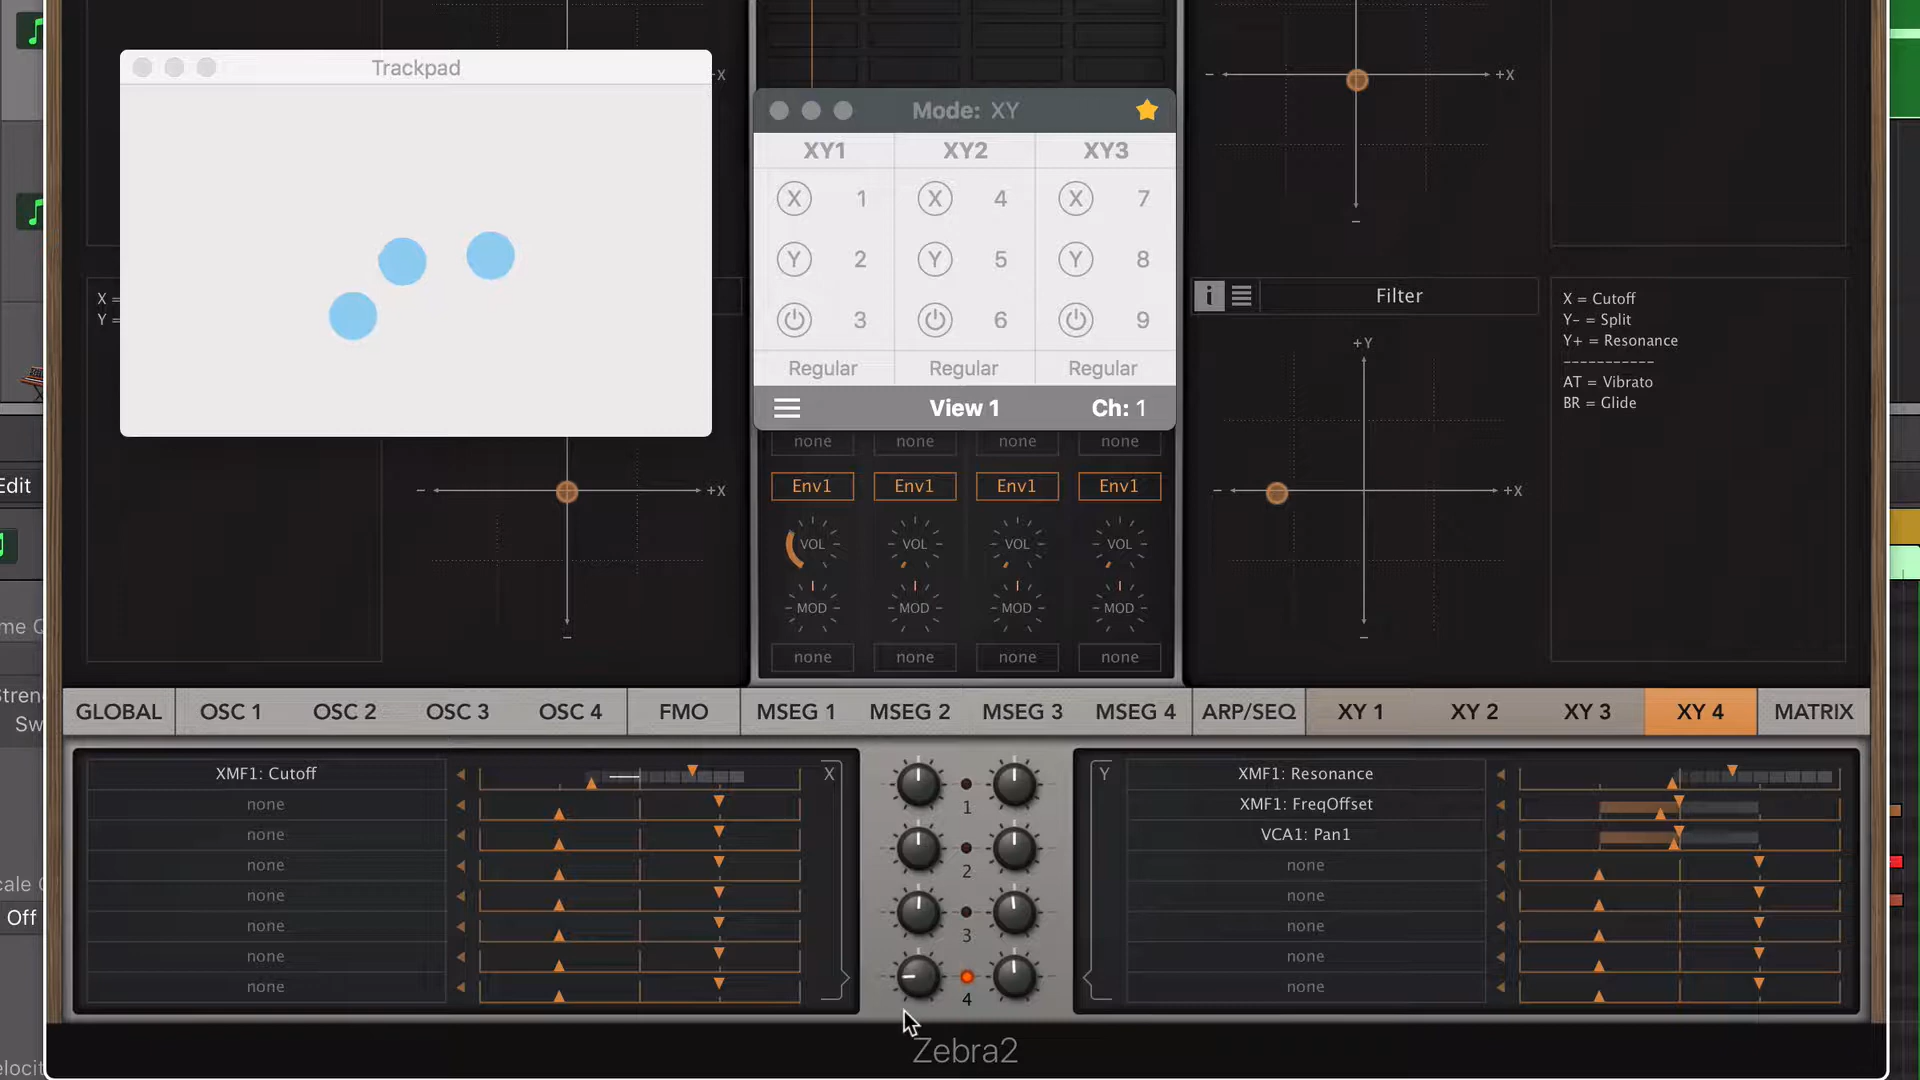 Trackpad
Mode: XY
XY1 XY2 XY3
X 1 X 4 X 7
Y 2 Y 5 Y 8
3 6 9
Regular Regular Regular
View 1 Ch: 1
+X
− +X
−
X =
Y =
Filter
X = Cutoff
Y- = Split
Y+ = Resonance
-----------
AT = Vibrato
BR = Glide
+Y
− +X
−
− +X
−
none none none none
Env1 Env1 Env1 Env1
VOL VOL VOL VOL
MOD MOD MOD MOD
none none none none
Edit
Off
GLOBAL OSC 1 OSC 2 OSC 3 OSC 4 FMO MSEG 1 MSEG 2 MSEG 3 MSEG 4 ARP/SEQ XY 1 XY 2 XY 3 XY 4 MATRIX
XMF1: Cutoff
none
none
none
none
none
none
none
X
1
2
3
4
Y
XMF1: Resonance
XMF1: FreqOffset
VCA1: Pan1
none
none
none
none
none
Zebra2